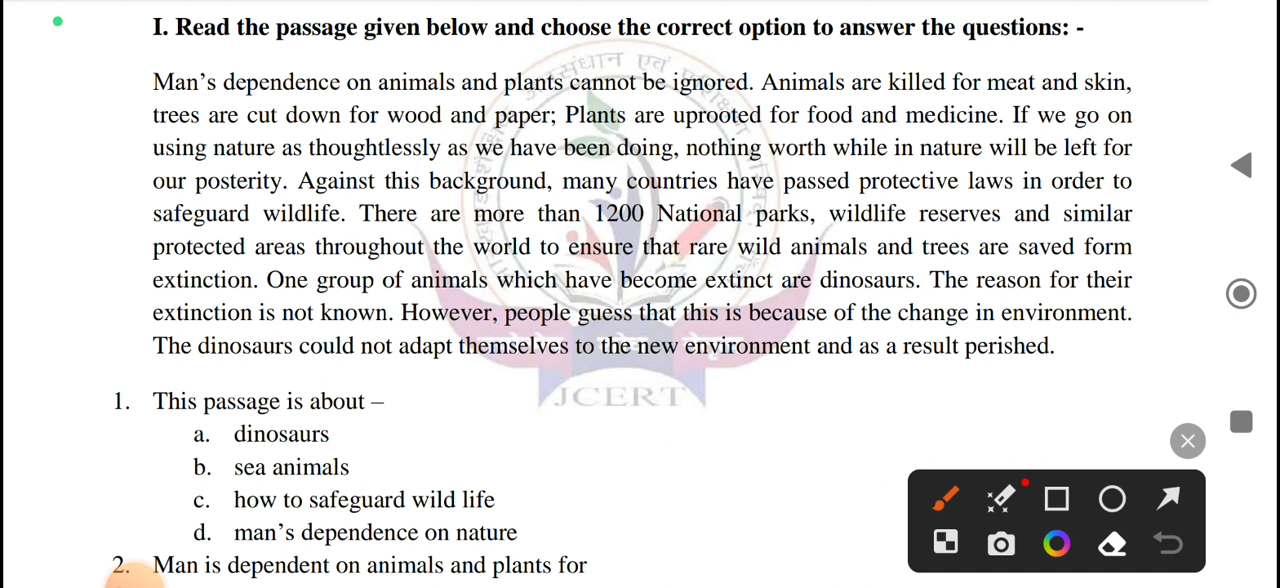 I. Read the passage given below and choose the correct option to answer the questions: -
Man's dependence on animals and plants cannot be ignored. Animals are killed for meat and skin,
trees are cut down for wood and paper; Plants are uprooted for food and medicine. If we go on
using nature as thoughtlessly as we have been doing, nothing worth while in nature will be left for
our posterity. Against this background, many countries have passed protective laws in order to
safeguard wildlife. There are more than 1200 National parks, wildlife reserves and similar
protected areas throughout the world to ensure that rare wild animals and trees are saved form
extinction. One group of animals which have become extinct are dinosaurs. The reason for their
extinction is not known. However, people guess that this is because of the change in environment.
The dinosaurs could not adapt themselves to the new environment and as a result perished.
JCERT
1. This passage is about –
a. dinosaurs
b. sea animals
c. how to safeguard wild life
d. man's dependence on nature
2. Man is dependent on animals and plants for